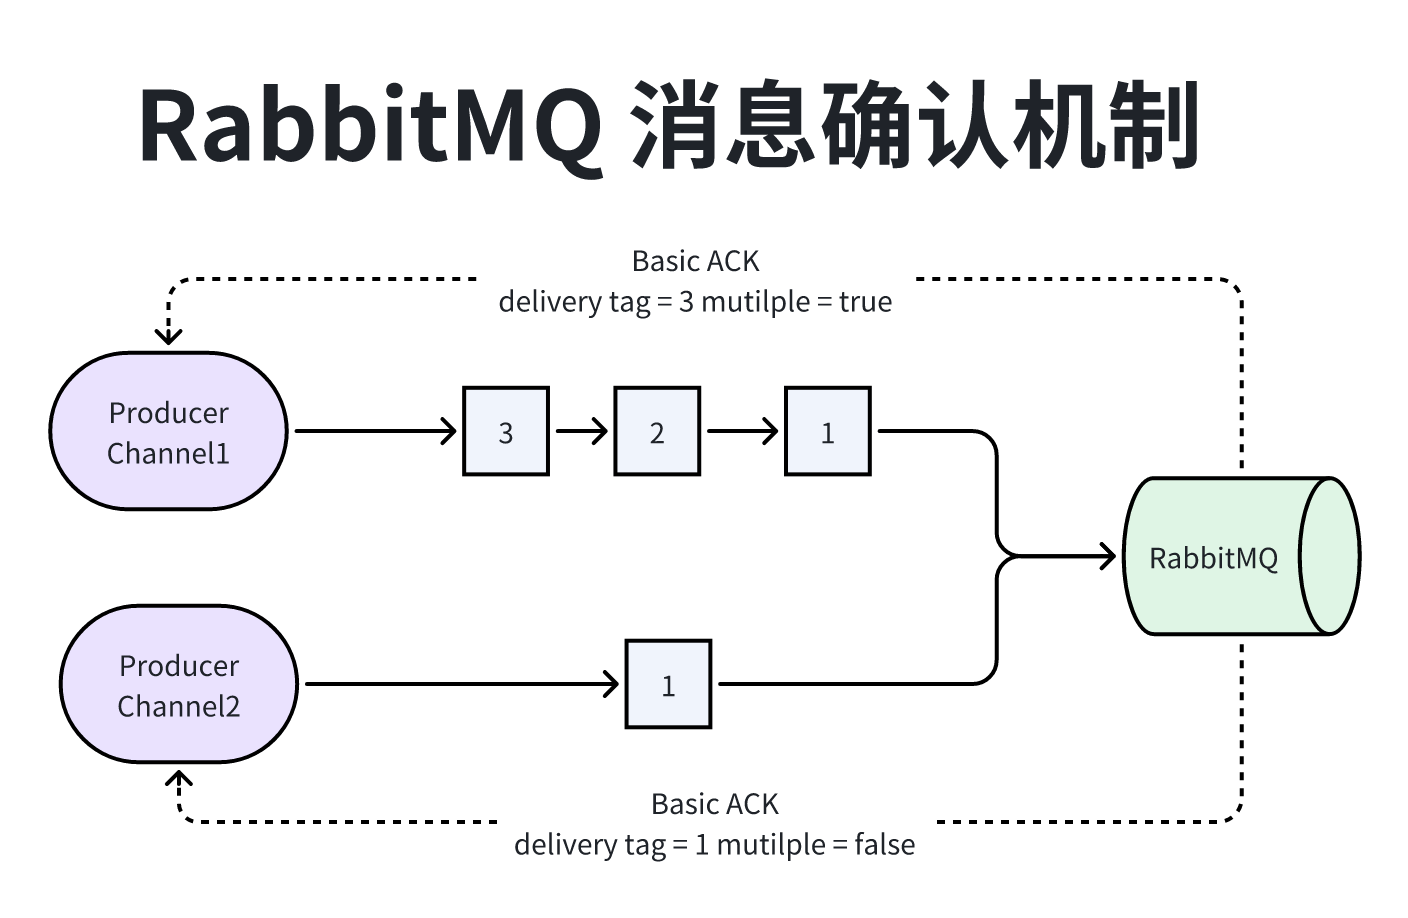 RabbitMQ 消息确认机制
Basic ACK
delivery tag = 3 mutilple = true
Producer
Channel1
3
2
1
RabbitMQ
Producer
Channel2
1
Basic ACK
delivery tag = 1 mutilple = false